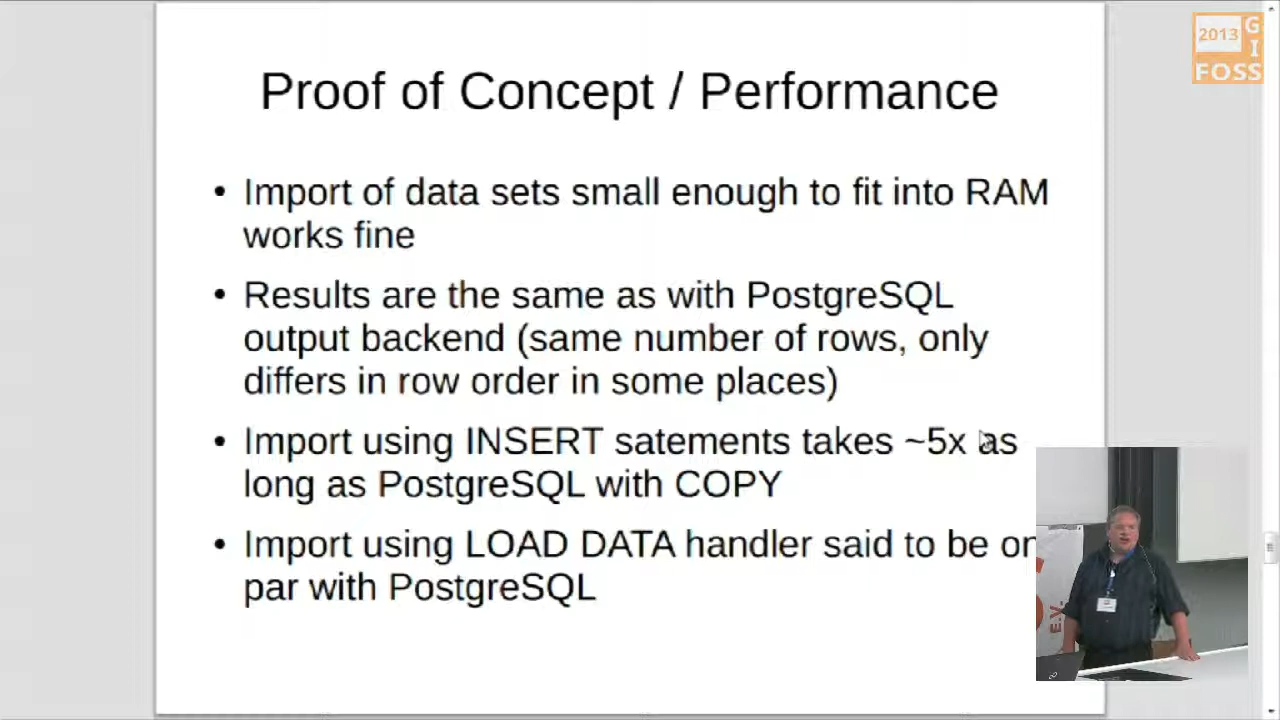 2013
G
I
FOSS
Proof of Concept / Performance
• Import of data sets small enough to fit into RAM
works fine
• Results are the same as with PostgreSQL
output backend (same number of rows, only
differs in row order in some places)
• Import using INSERT satements takes ~5x as
long as PostgreSQL with COPY
• Import using LOAD DATA handler said to be on
par with PostgreSQL
E.V.